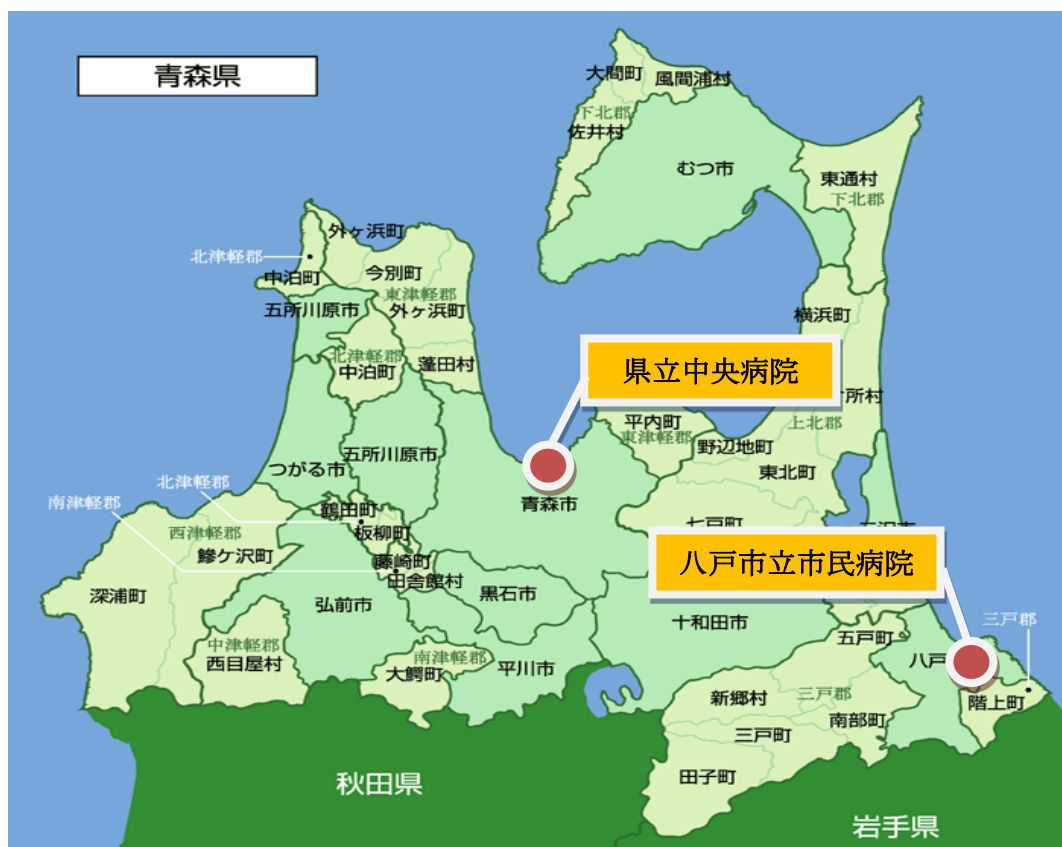 青森県
大間町
風間浦村
下北郡
佐井村
むつ市
東通村
下北郡
外ヶ浜町
北津軽郡
中泊町
今別町
東津軽郡
外ヶ浜町
五所川原市
横浜町
北津軽郡
中泊町
蓬田村
県立中央病院
所村
平内町
東津軽郡
上北郡
野辺地町
東北町
五所川原市
つがる市
北津軽郡
南津軽郡
青森市
鶴田町
西津軽郡
板柳町
鰺ケ沢町
藤崎町
田舎館村
八戸市立市民病院
深浦町
弘前市
黒石市
十和田市
三戸郡
五戸町
中津軽郡
西目屋村
南津軽郡
大鰐町
平川市
八戸
階上町
新郷村
三戸郡
南部町
三戸町
田子町
秋田県
岩手県